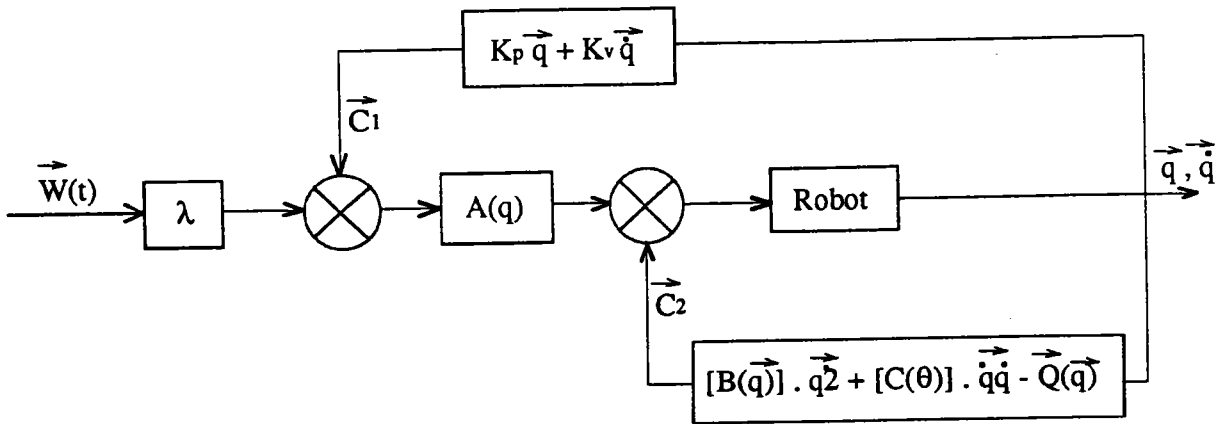 Kp q⃗ + Kv q̇⃗
C⃗1
W⃗(t)
λ
A(q)
Robot
q⃗ , q̇⃗
C⃗2
[B(q⃗)] . q̇⃗2 + [C(θ)] . q̇q̇⃗ - Q⃗(q⃗)